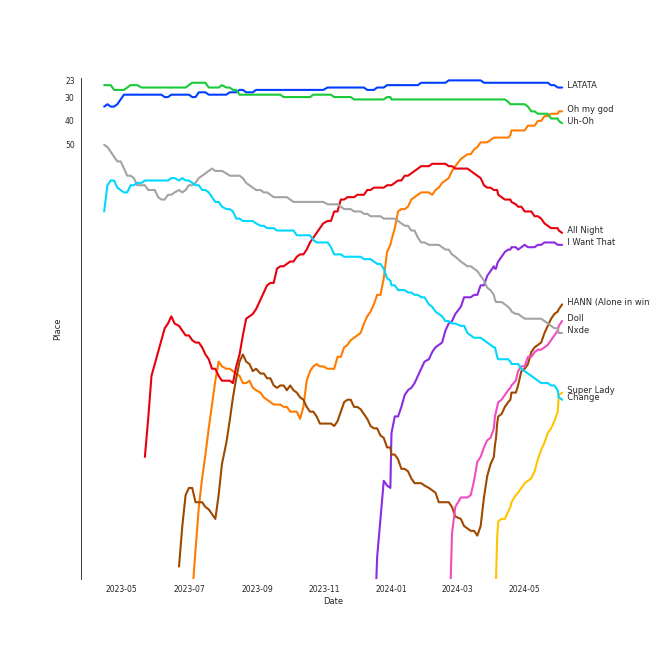 23
30
40
50
Place
LATATA
Oh my god
Uh-Oh
All Night
I Want That
HANN (Alone in win
Doll
Nxde
Super Lady
Change
2023-05
2023-07
2023-09
2023-11
2024-01
2024-03
2024-05
Date